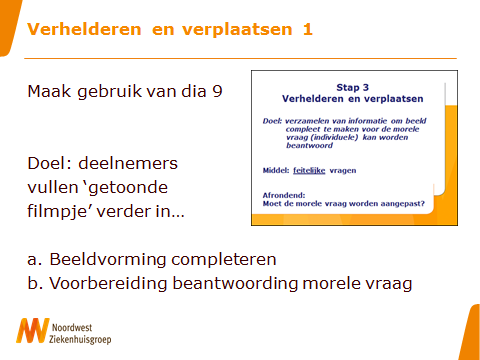 Verhelderen en verplaatsen 1
Maak gebruik van dia 9
Doel: deelnemers
vullen ‘getoonde
filmpje’ verder in…
a. Beeldvorming completeren
b. Voorbereiding beantwoording morele vraag
Stap 3
Verhelderen en verplaatsen
Doel: verzamelen van informatie om beeld
compleet te maken voor de morele
vraag (individuele) kan worden
beantwoord
Middel: feitelijke vragen
Afrondend:
Moet de morele vraag worden aangepast?
Noordwest
Ziekenhuisgroep